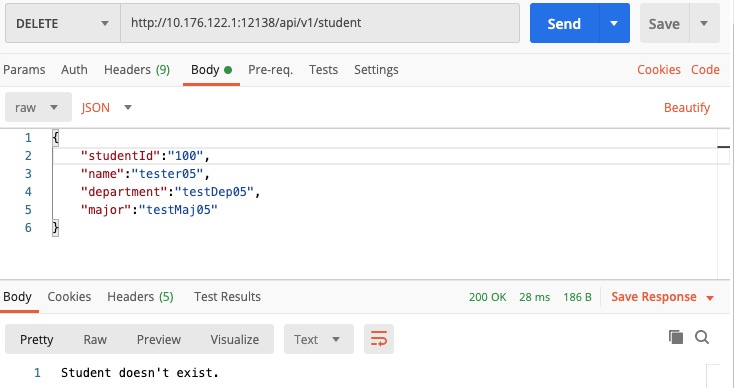 DELETE http://10.176.122.1:12138/api/v1/student Send Save
Params Auth Headers (9) Body Pre-req. Tests Settings Cookies Code
raw JSON Beautify
1 {
2 "studentId":"100",
3 "name":"tester05",
4 "department":"testDep05",
5 "major":"testMaj05"
6 }
Body Cookies Headers (5) Test Results 200 OK 28 ms 186 B Save Response
Pretty Raw Preview Visualize Text
1 Student doesn't exist.